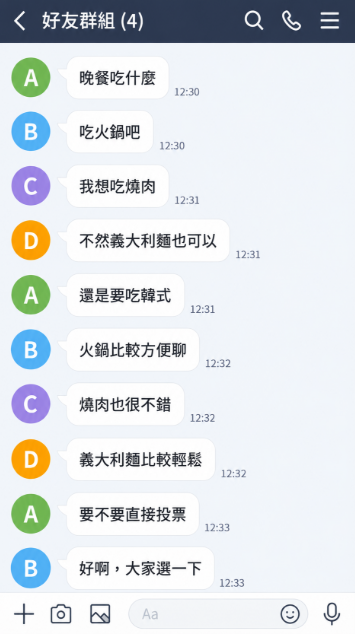 好友群組 (4)
A
晚餐吃什麼
12:30
B
吃火鍋吧
12:30
C
我想吃燒肉
12:31
D
不然義大利麵也可以
12:31
A
還是要吃韓式
12:31
B
火鍋比較方便聊
12:32
C
燒肉也很不錯
12:32
D
義大利麵比較輕鬆
12:32
A
要不要直接投票
12:33
B
好啊，大家選一下
12:33
Aa